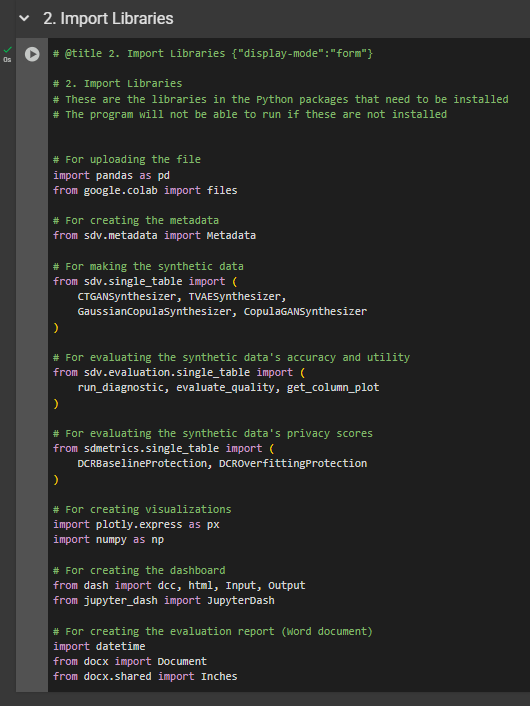 2. Import Libraries
0s
# @title 2. Import Libraries {"display-mode":"form"}
# 2. Import Libraries
# These are the libraries in the Python packages that need to be installed
# The program will not be able to run if these are not installed
# For uploading the file
import pandas as pd
from google.colab import files
# For creating the metadata
from sdv.metadata import Metadata
# For making the synthetic data
from sdv.single_table import (
    CTGANSynthesizer, TVAESynthesizer,
    GaussianCopulaSynthesizer, CopulaGANSynthesizer
)
# For evaluating the synthetic data's accuracy and utility
from sdv.evaluation.single_table import (
    run_diagnostic, evaluate_quality, get_column_plot
)
# For evaluating the synthetic data's privacy scores
from sdmetrics.single_table import (
    DCRBaselineProtection, DCROverfittingProtection
)
# For creating visualizations
import plotly.express as px
import numpy as np
# For creating the dashboard
from dash import dcc, html, Input, Output
from jupyter_dash import JupyterDash
# For creating the evaluation report (Word document)
import datetime
from docx import Document
from docx.shared import Inches